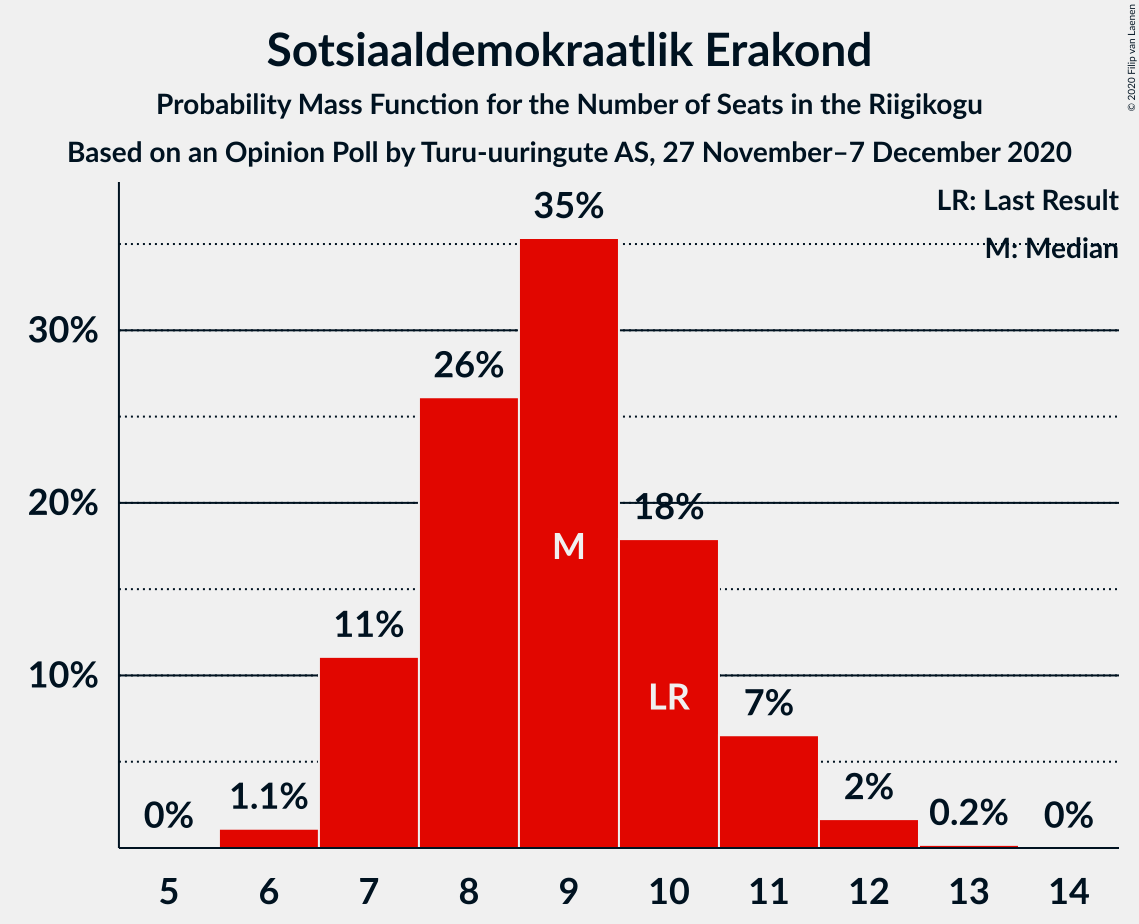 Sotsiaaldemokraatlik Erakond
Probability Mass Function for the Number of Seats in the Riigikogu
Based on an Opinion Poll by Turu-uuringute AS, 27 November–7 December 2020
© 2020 Filip van Laenen
LR: Last Result
M: Median
30%
20%
10%
0%
1.1%
11%
26%
35%
18%
7%
2%
0.2%
0%
M
LR
5 6 7 8 9 10 11 12 13 14